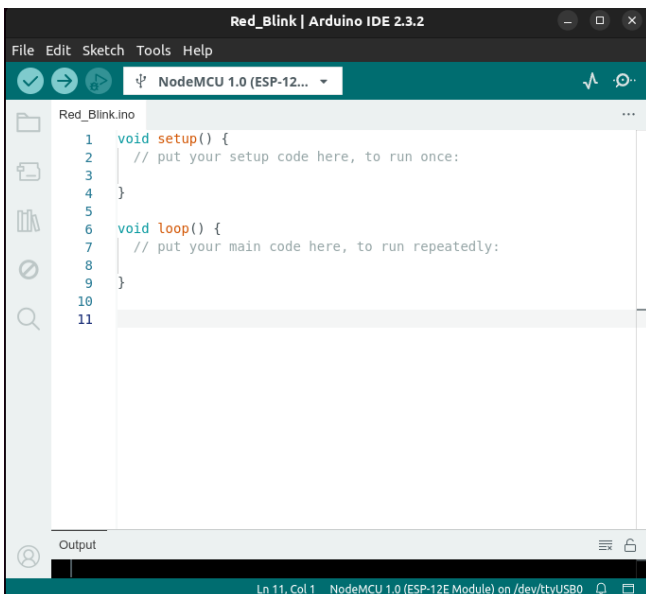 Red_Blink | Arduino IDE 2.3.2
File Edit Sketch Tools Help
NodeMCU 1.0 (ESP-12...
Red_Blink.ino
1 void setup() {
2 // put your setup code here, to run once:
3
4 }
5
6 void loop() {
7 // put your main code here, to run repeatedly:
8
9 }
10
11
Output
Ln 11, Col 1 NodeMCU 1.0 (ESP-12E Module) on /dev/ttyUSB0